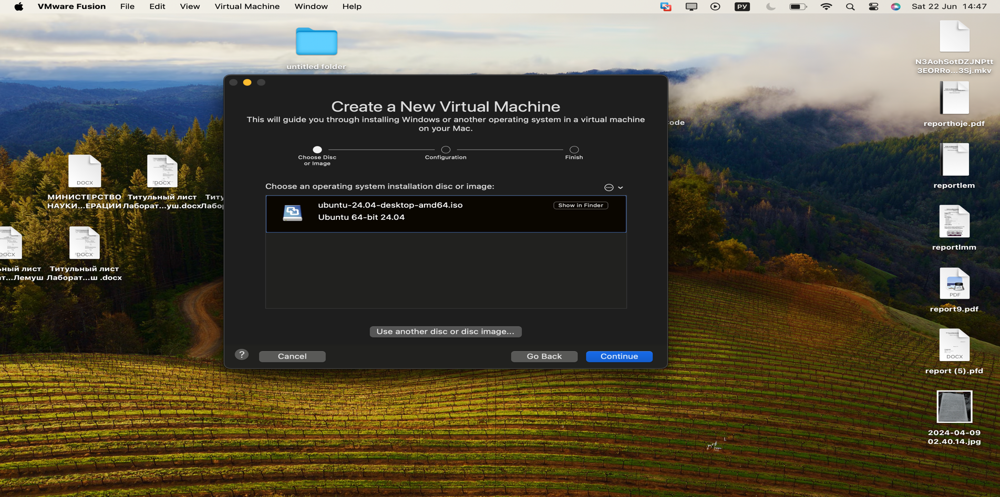 VMware Fusion File Edit View Virtual Machine Window Help РУ Sat 22 Jun 14:47
untitled folder
N3AohSotDZJNPtt
3EORRo...3Sj.mkv
Create a New Virtual Machine
This will guide you through installing Windows or another operating system in a virtual machine
on your Mac.
ode
reporthoje.pdf
Choose Disc
or Image
Configuration
Finish
Choose an operating system installation disc or image:
ubuntu-24.04-desktop-amd64.iso
Show in Finder
Ubuntu 64-bit 24.04
DOCX
DOCX
МИНИСТЕРСТВО
НАУКИ...ЕРАЦИИ
Титульный лист
Лаборат...уш.docx
Титу
Лабор
reportlem
DOCX
DOCX
ьный лист
ат...Лемуш
Титульный лист
Лаборат...ш .docx
DOCX
reportlmm
PDF
report9.pdf
Use another disc or disc image...
? Cancel Go Back Continue
DOCX
report (5).pfd
2024-04-09
02.40.14.jpg